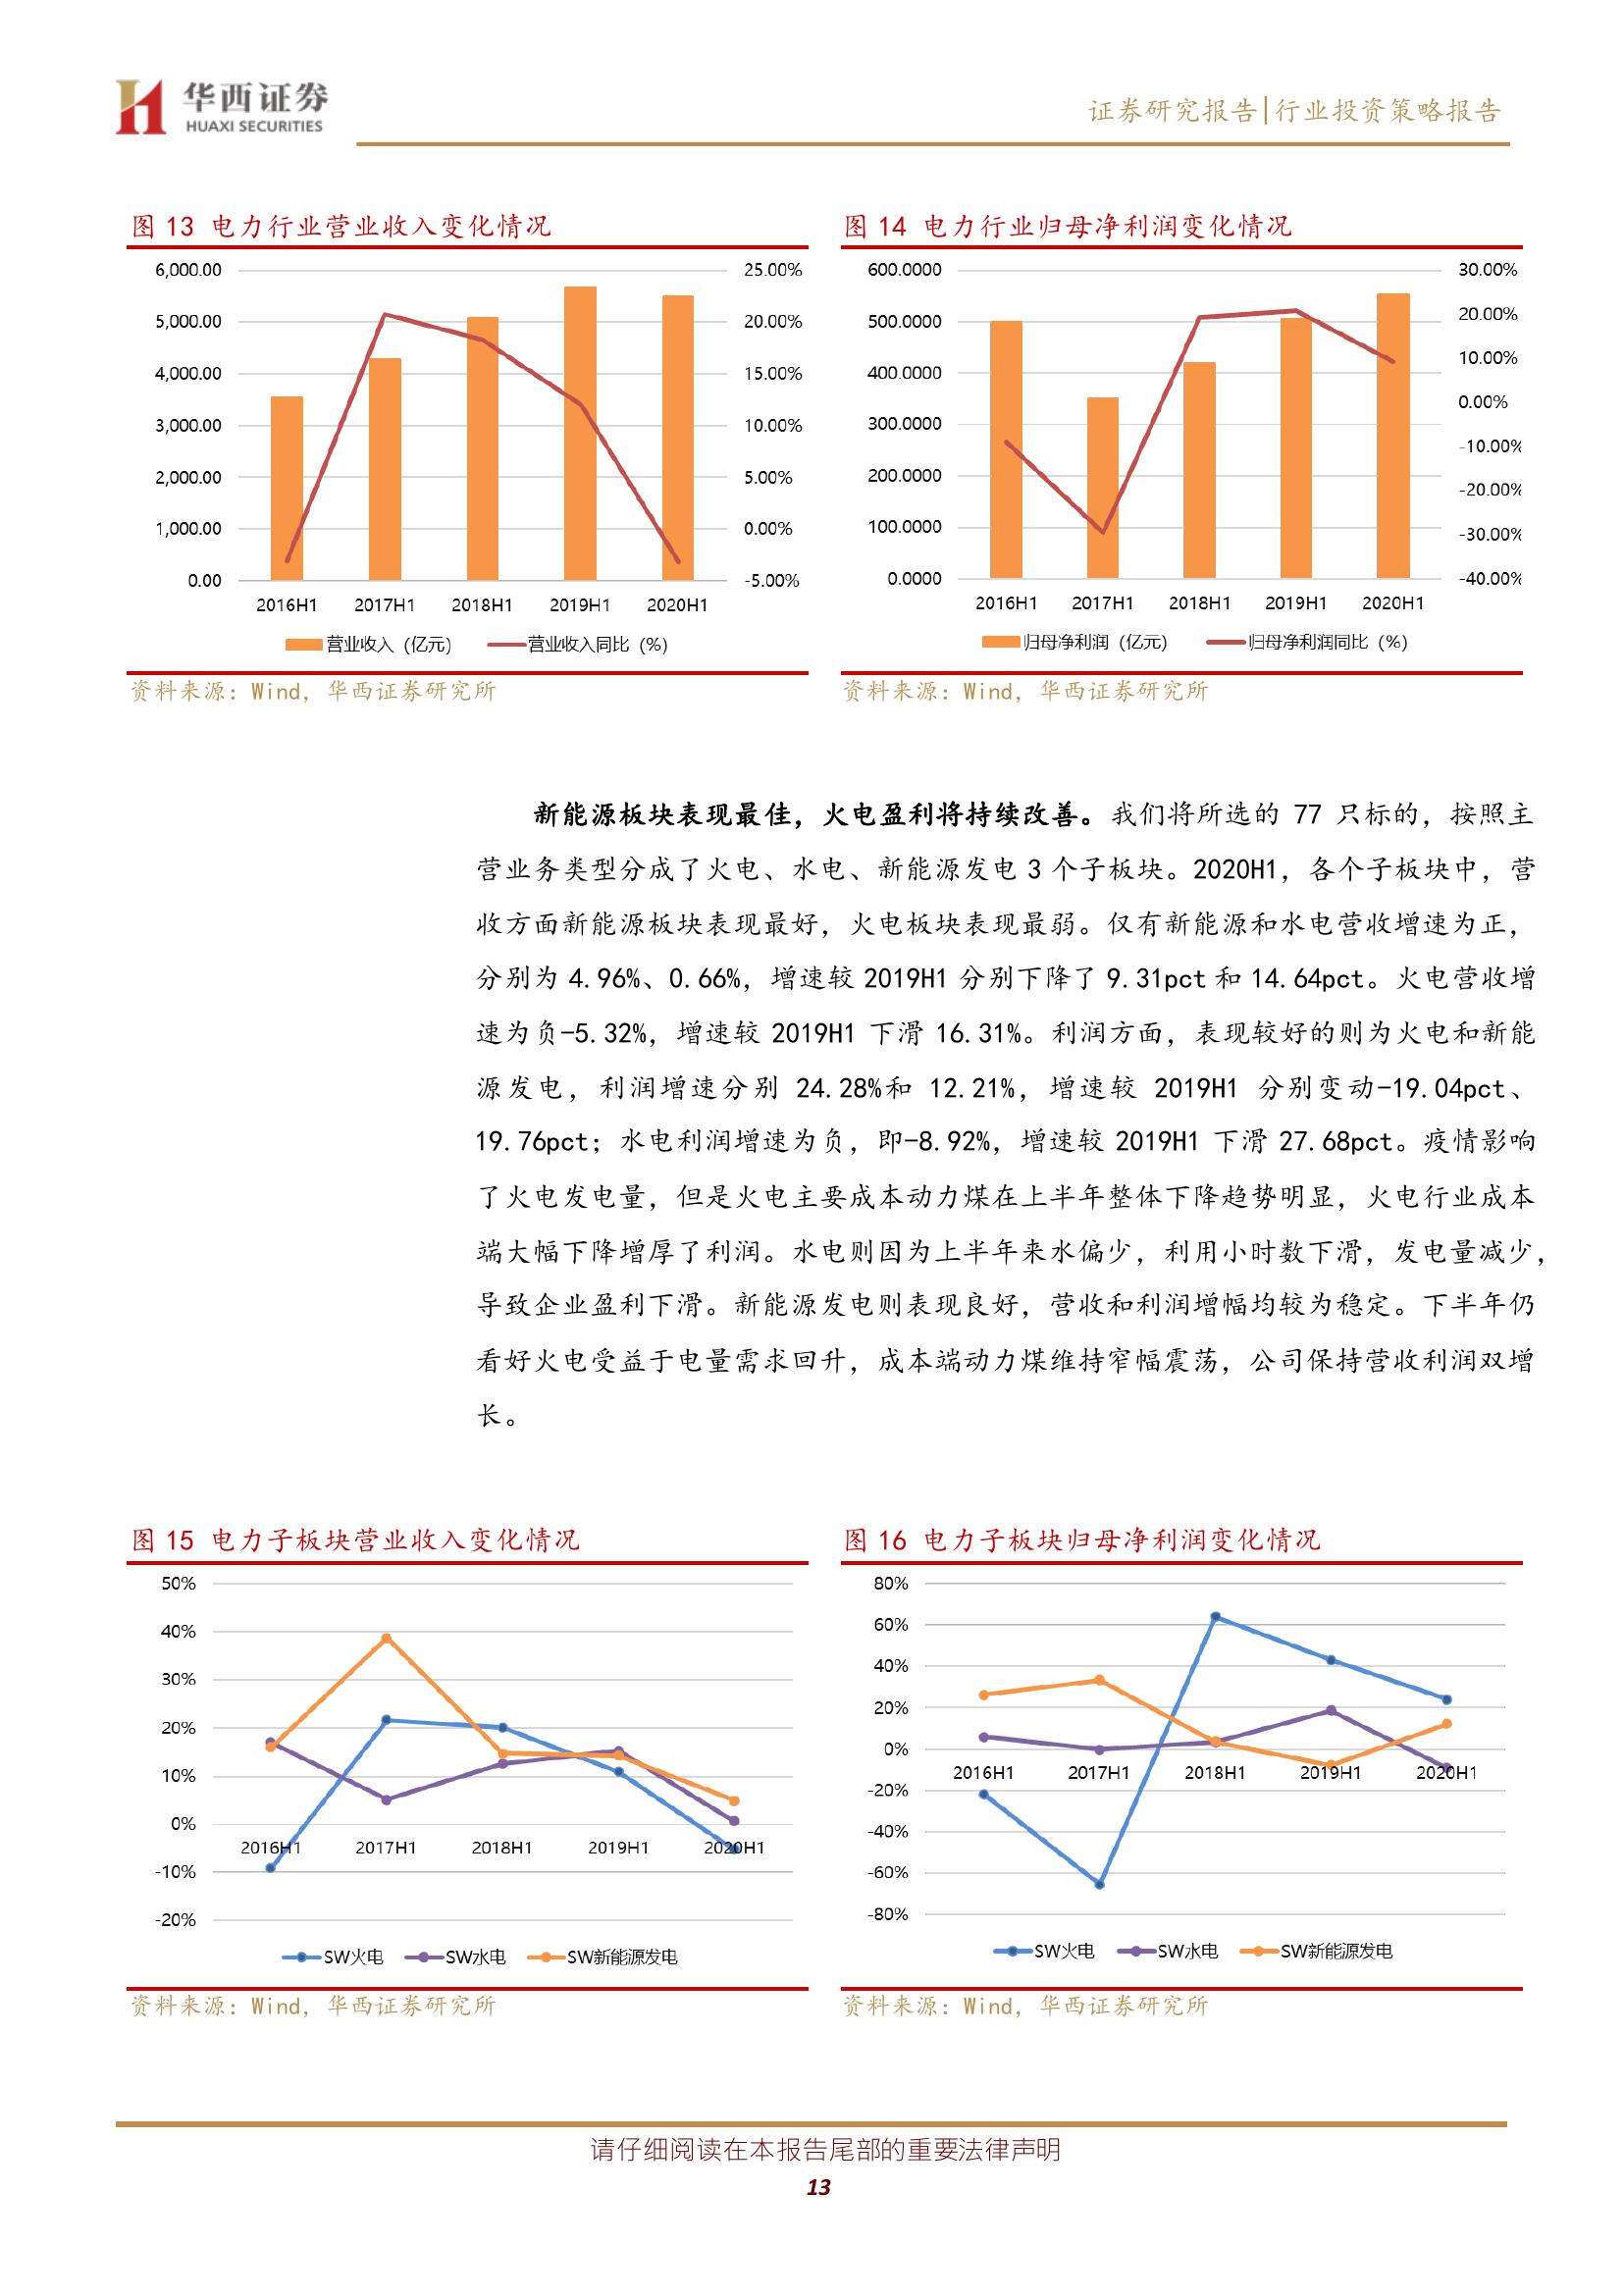 华西证券
HUAXI SECURITIES
证券研究报告|行业投资策略报告
图 13 电力行业营业收入变化情况
6,000.00
5,000.00
4,000.00
3,000.00
2,000.00
1,000.00
0.00
25.00%
20.00%
15.00%
10.00%
5.00%
0.00%
-5.00%
2016H1 2017H1 2018H1 2019H1 2020H1
营业收入（亿元） 营业收入同比（%）
资料来源：Wind，华西证券研究所
图 14 电力行业归母净利润变化情况
600.0000
500.0000
400.0000
300.0000
200.0000
100.0000
0.0000
30.00%
20.00%
10.00%
0.00%
-10.00%
-20.00%
-30.00%
-40.00%
2016H1 2017H1 2018H1 2019H1 2020H1
归母净利润（亿元） 归母净利润同比（%）
资料来源：Wind，华西证券研究所
新能源板块表现最佳，火电盈利将持续改善。我们将所选的 77 只标的，按照主
营业务类型分成了火电、水电、新能源发电 3 个子板块。2020H1，各个子板块中，营
收方面新能源板块表现最好，火电板块表现最弱。仅有新能源和水电营收增速为正，
分别为 4.96%、0.66%，增速较 2019H1 分别下降了 9.31pct 和 14.64pct。火电营收增
速为负-5.32%，增速较 2019H1 下滑 16.31%。利润方面，表现较好的则为火电和新能
源发电，利润增速分别 24.28%和 12.21%，增速较 2019H1 分别变动-19.04pct、
19.76pct；水电利润增速为负，即-8.92%，增速较 2019H1 下滑 27.68pct。疫情影响
了火电发电量，但是火电主要成本动力煤在上半年整体下降趋势明显，火电行业成本
端大幅下降增厚了利润。水电则因为上半年来水偏少，利用小时数下滑，发电量减少，
导致企业盈利下滑。新能源发电则表现良好，营收和利润增幅均较为稳定。下半年仍
看好火电受益于电量需求回升，成本端动力煤维持窄幅震荡，公司保持营收利润双增
长。
图 15 电力子板块营业收入变化情况
50%
40%
30%
20%
10%
0%
-10%
-20%
2016H1 2017H1 2018H1 2019H1 2020H1
SW火电 SW水电 SW新能源发电
资料来源：Wind，华西证券研究所
图 16 电力子板块归母净利润变化情况
80%
60%
40%
20%
0%
-20%
-40%
-60%
-80%
2016H1 2017H1 2018H1 2019H1 2020H1
SW火电 SW水电 SW新能源发电
资料来源：Wind，华西证券研究所
请仔细阅读在本报告尾部的重要法律声明
13